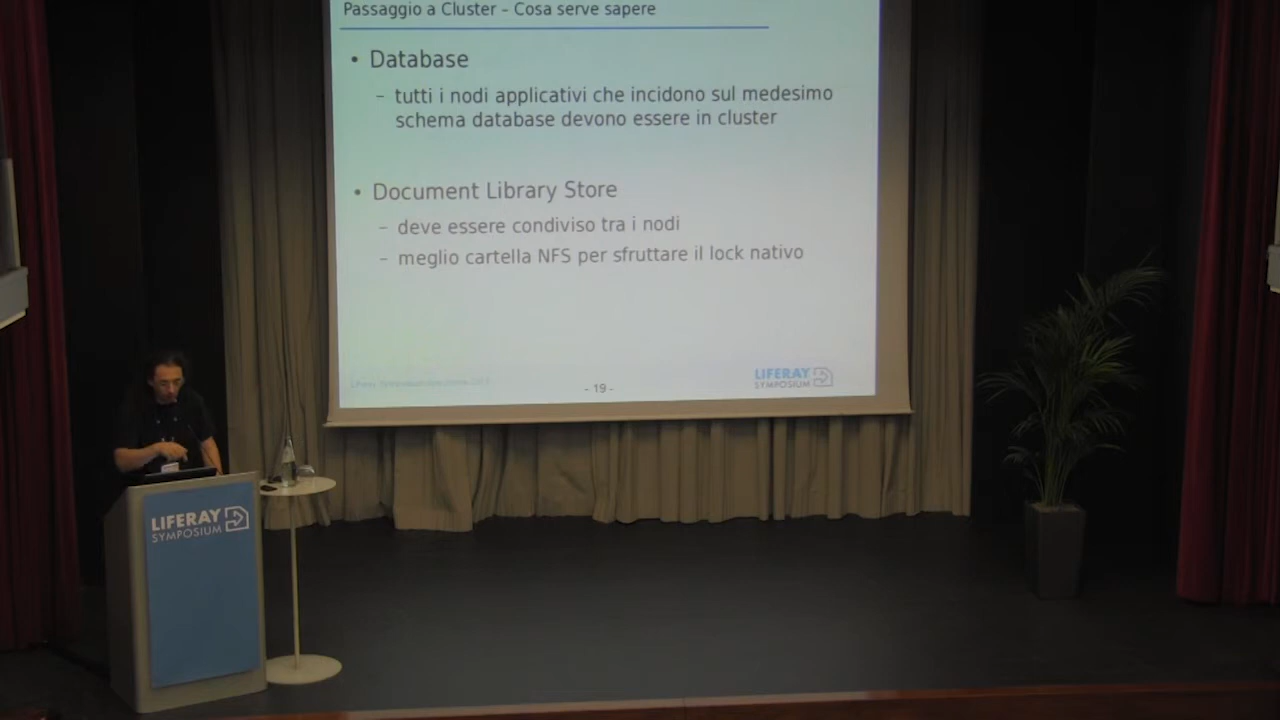 Passaggio a Cluster – Cosa serve sapere
• Database
– tutti i nodi applicativi che incidono sul medesimo
schema database devono essere in cluster
• Document Library Store
– deve essere condiviso tra i nodi
– meglio cartella NFS per sfruttare il lock nativo
- 19 -
LIFERAY
SYMPOSIUM
LIFERAY
SYMPOSIUM